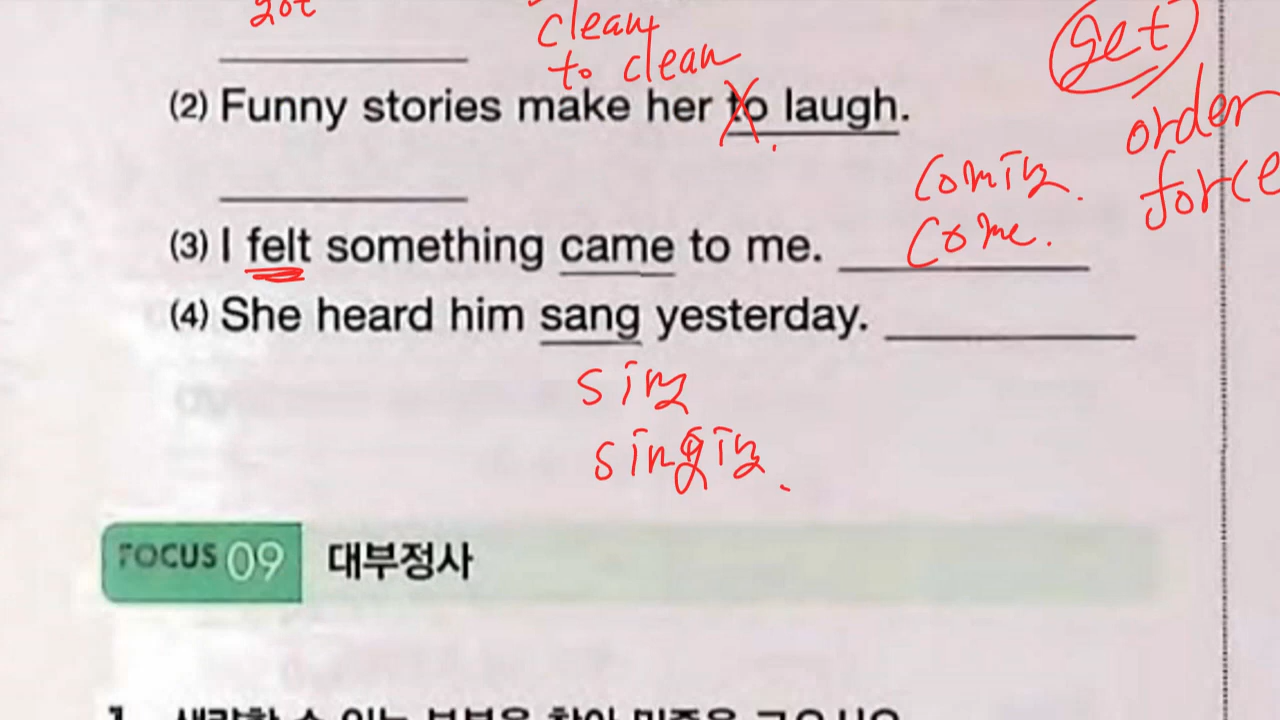 got
clean
to clean
get
(2) Funny stories make her to laugh.
order
force
coming.
come.
(3) I felt something came to me.
(4) She heard him sang yesterday.
sing
singing.
FOCUS 09 대부정사